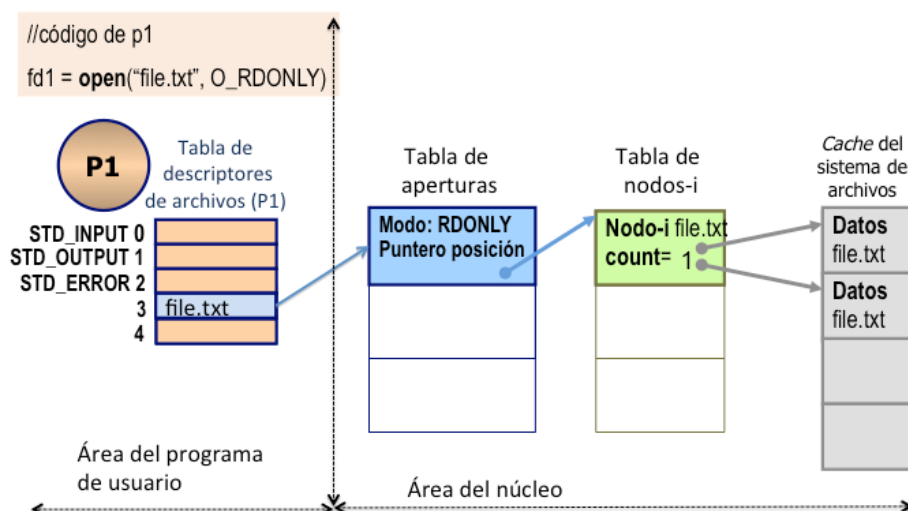 //código de p1
fd1 = open(“file.txt”, O_RDONLY)
P1
Tabla de
descriptores
de archivos (P1)
STD_INPUT 0
STD_OUTPUT 1
STD_ERROR 2
3
file.txt
4
Tabla de
aperturas
Modo: RDONLY
Puntero posición
Tabla de
nodos-i
Nodo-i file.txt
count= 1
Cache del
sistema de
archivos
Datos
file.txt
Datos
file.txt
Área del programa
de usuario
Área del núcleo